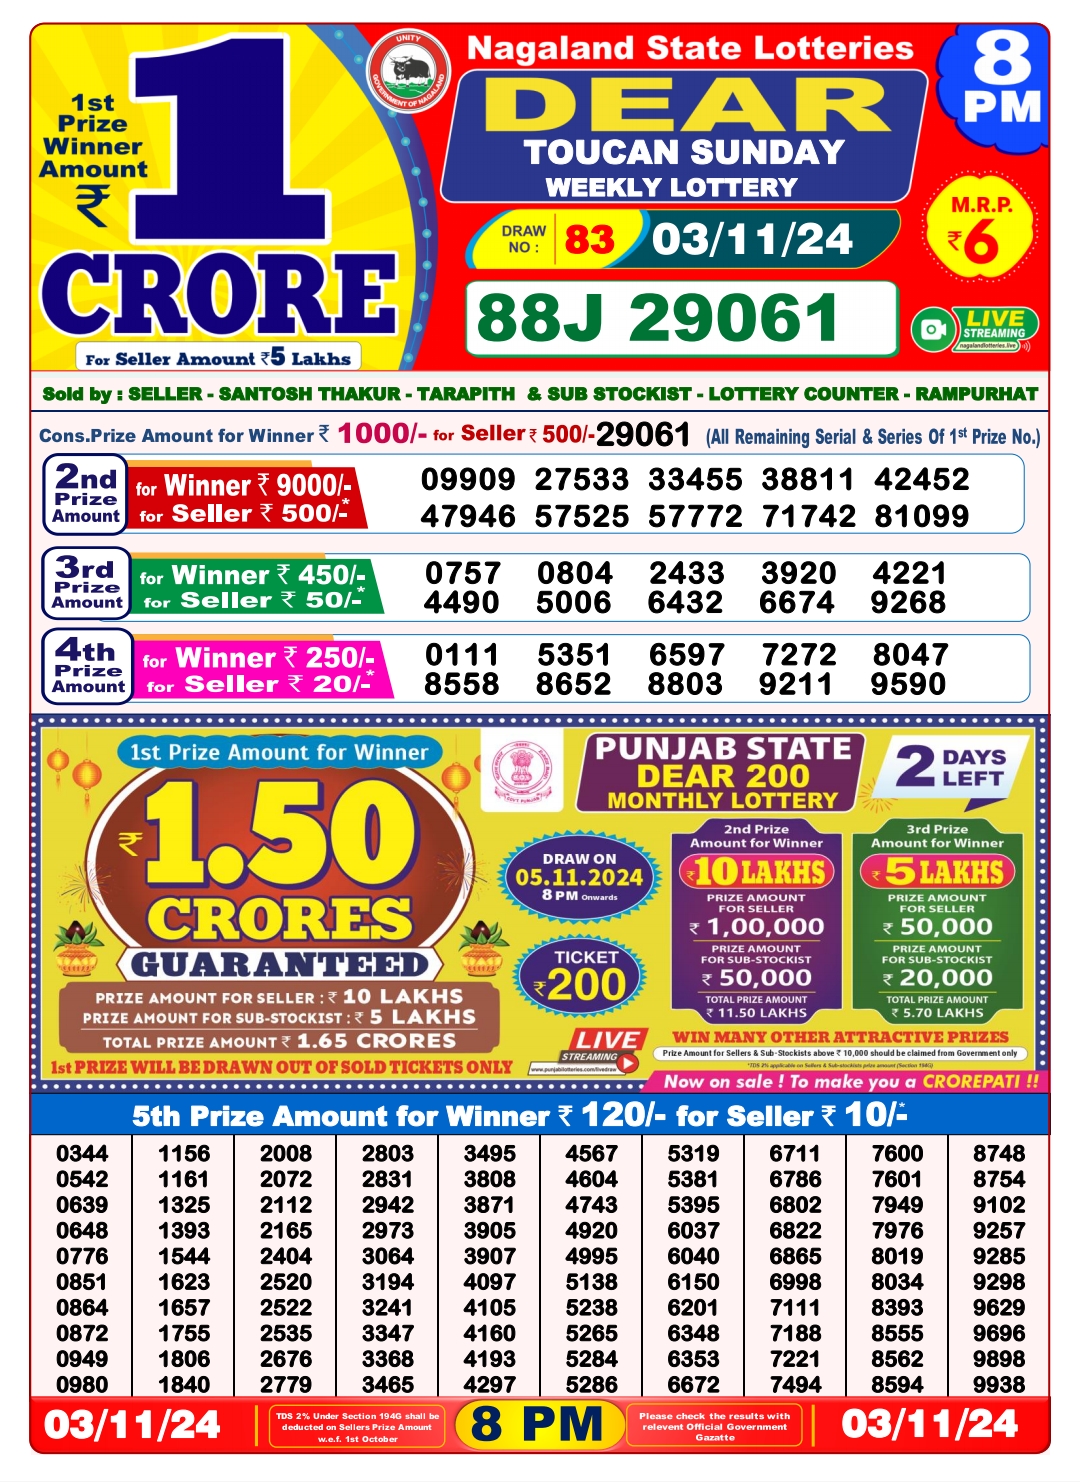 1st
Prize
Winner
Amount
₹
1
CRORE
For Seller Amount ₹5 Lakhs
UNITY
GOVERNMENT OF NAGALAND
Nagaland State Lotteries
DEAR
TOUCAN SUNDAY
WEEKLY LOTTERY
8
PM
DRAW NO : 83 03/11/24
M.R.P.
₹6
88J 29061
LIVE
STREAMING
nagalandlotteries.live
Sold by : SELLER - SANTOSH THAKUR - TARAPITH & SUB STOCKIST - LOTTERY COUNTER - RAMPURHAT
Cons.Prize Amount for Winner ₹ 1000/- for Seller ₹ 500/- 29061 (All Remaining Serial & Series Of 1st Prize No.)
2nd
Prize
Amount
for Winner ₹ 9000/-
for Seller ₹ 500/-*
09909 27533 33455 38811 42452
47946 57525 57772 71742 81099
3rd
Prize
Amount
for Winner ₹ 450/-
for Seller ₹ 50/-*
0757 0804 2433 3920 4221
4490 5006 6432 6674 9268
4th
Prize
Amount
for Winner ₹ 250/-
for Seller ₹ 20/-*
0111 5351 6597 7272 8047
8558 8652 8803 9211 9590
1st Prize Amount for Winner
₹1.50
CRORES
GUARANTEED
PRIZE AMOUNT FOR SELLER : ₹ 10 LAKHS
PRIZE AMOUNT FOR SUB-STOCKIST : ₹ 5 LAKHS
TOTAL PRIZE AMOUNT ₹ 1.65 CRORES
1st PRIZE WILL BE DRAWN OUT OF SOLD TICKETS ONLY
GOVT. PUNJAB
PUNJAB STATE
DEAR 200
MONTHLY LOTTERY
2 DAYS LEFT
DRAW ON
05.11.2024
8 PM Onwards
TICKET
₹200
LIVE
STREAMING
www.punjablotteries.com/livedraw
2nd Prize
Amount for Winner
₹10 LAKHS
PRIZE AMOUNT
FOR SELLER
₹ 1,00,000
PRIZE AMOUNT
FOR SUB-STOCKIST
₹ 50,000
TOTAL PRIZE AMOUNT
₹ 11.50 LAKHS
3rd Prize
Amount for Winner
₹5 LAKHS
PRIZE AMOUNT
FOR SELLER
₹ 50,000
PRIZE AMOUNT
FOR SUB-STOCKIST
₹ 20,000
TOTAL PRIZE AMOUNT
₹ 5.70 LAKHS
WIN MANY OTHER ATTRACTIVE PRIZES
Prize Amount for Sellers & Sub-Stockists above ₹ 10,000 should be claimed from Government only
*TDS 2% applicable on Sellers & Sub-stockists prize amount (Section 194G)
Now on sale ! To make you a CROREPATI !!
5th Prize Amount for Winner ₹ 120/- for Seller ₹ 10/-*
0344 1156 2008 2803 3495 4567 5319 6711 7600 8748
0542 1161 2072 2831 3808 4604 5381 6786 7601 8754
0639 1325 2112 2942 3871 4743 5395 6802 7949 9102
0648 1393 2165 2973 3905 4920 6037 6822 7976 9257
0776 1544 2404 3064 3907 4995 6040 6865 8019 9285
0851 1623 2520 3194 4097 5138 6150 6998 8034 9298
0864 1657 2522 3241 4105 5238 6201 7111 8393 9629
0872 1755 2535 3347 4160 5265 6348 7188 8555 9696
0949 1806 2676 3368 4193 5284 6353 7221 8562 9898
0980 1840 2779 3465 4297 5286 6672 7494 8594 9938
03/11/24
TDS 2% Under Section 194G shall be
deducted on Sellers Prize Amount
w.e.f. 1st October
8 PM
Please check the results with
relevent Official Government
Gazatte
03/11/24